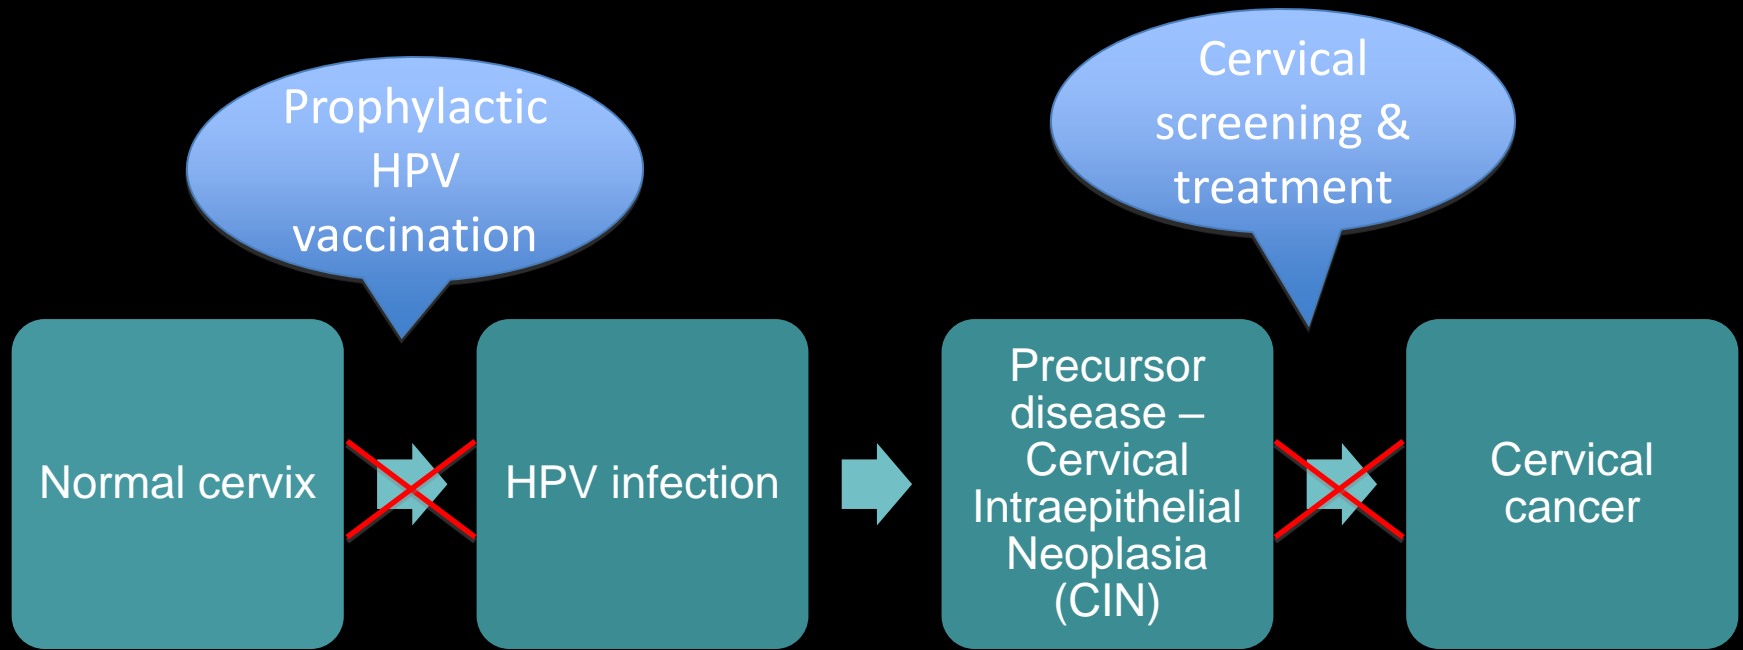 Prophylactic
HPV
vaccination
Cervical
screening &
treatment
Normal cervix
HPV infection
Precursor
disease –
Cervical
Intraepithelial
Neoplasia
(CIN)
Cervical
cancer